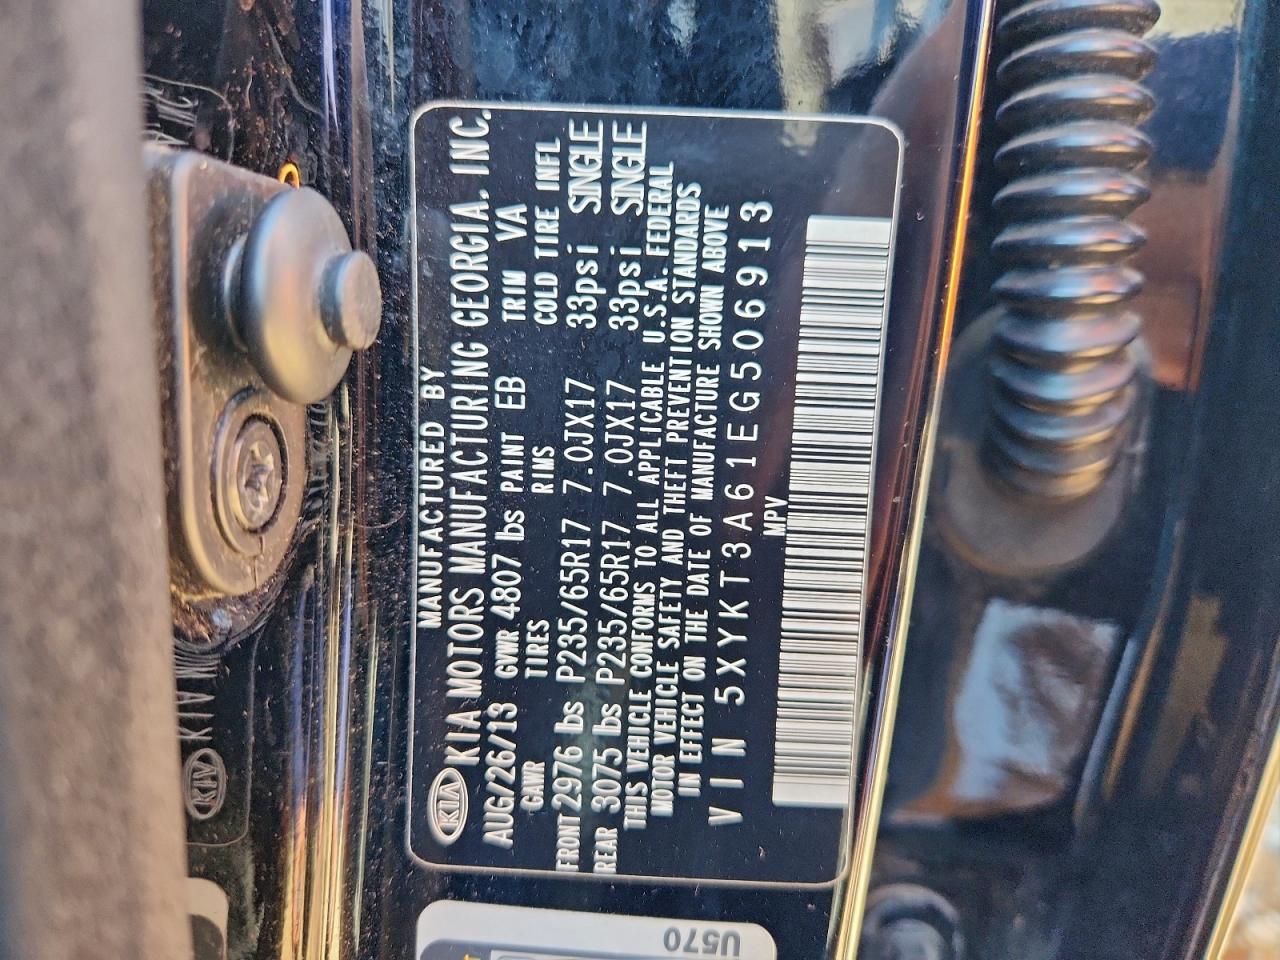 MANUFACTURED BY
KIA KIA MOTORS MANUFACTURING GEORGIA, INC.
AUG/26/13 GVWR 4807 lbs PAINT EB TRIM VA
GAWR TIRES RIMS COLD TIRE INFL
FRONT 2976 lbs P235/65R17 7.0JX17 33psi SINGLE
REAR 3075 lbs P235/65R17 7.0JX17 33psi SINGLE
THIS VEHICLE CONFORMS TO ALL APPLICABLE U.S.A. FEDERAL
MOTOR VEHICLE SAFETY AND THEFT PREVENTION STANDARDS
IN EFFECT ON THE DATE OF MANUFACTURE SHOWN ABOVE
VIN 5XYKT3A61EG506913
MPV
U570
KIA